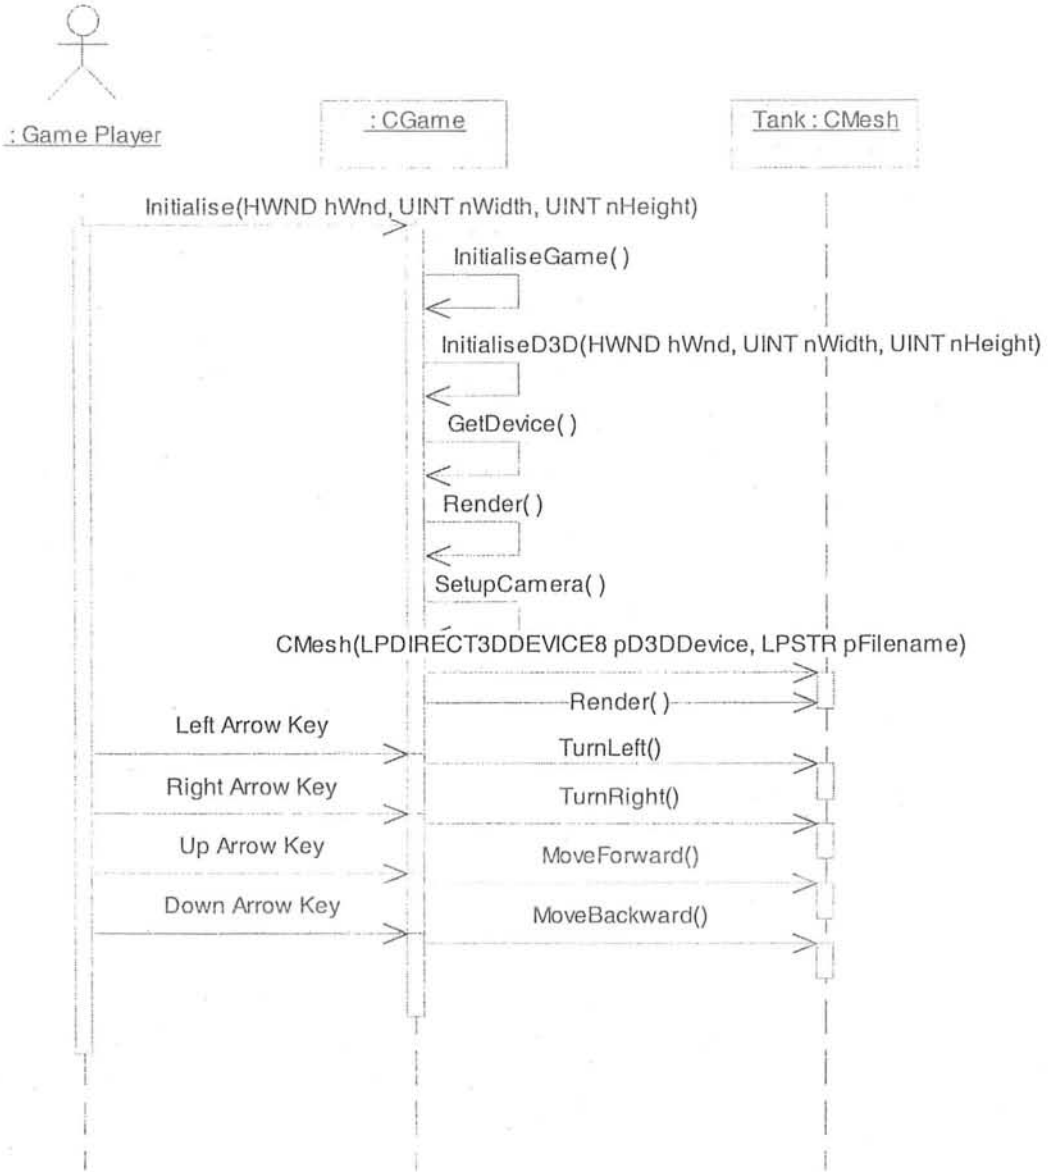 : Game Player
: CGame
Tank : CMesh
Initialise(HWND hWnd, UINT nWidth, UINT nHeight)
InitialiseGame( )
InitialiseD3D(HWND hWnd, UINT nWidth, UINT nHeight)
GetDevice( )
Render( )
SetupCamera( )
CMesh(LPDIRECT3DDEVICE8 pD3DDevice, LPSTR pFilename)
Render( )
Left Arrow Key
TurnLeft()
Right Arrow Key
TurnRight()
Up Arrow Key
MoveForward()
Down Arrow Key
MoveBackward()